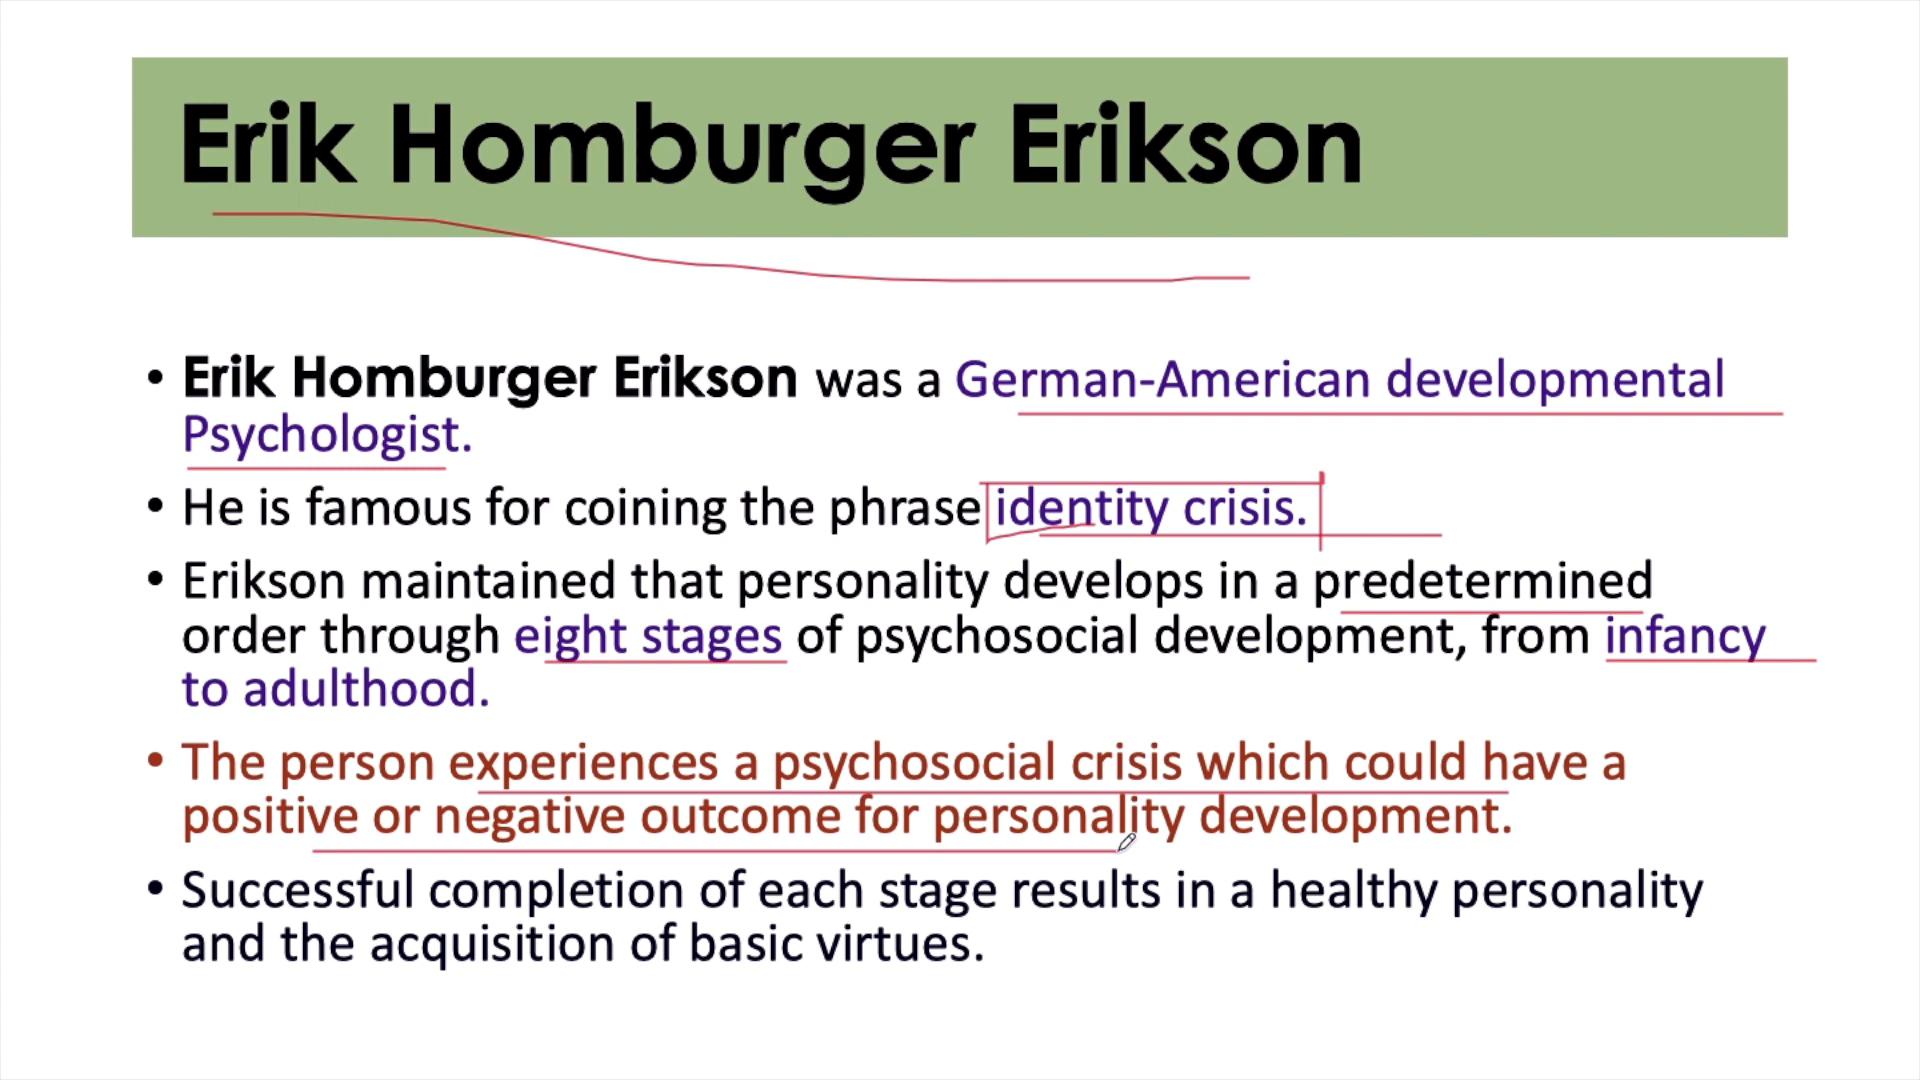 Erik Homburger Erikson
• Erik Homburger Erikson was a German-American developmental
Psychologist.
• He is famous for coining the phrase identity crisis.
• Erikson maintained that personality develops in a predetermined
order through eight stages of psychosocial development, from infancy
to adulthood.
• The person experiences a psychosocial crisis which could have a
positive or negative outcome for personality development.
• Successful completion of each stage results in a healthy personality
and the acquisition of basic virtues.